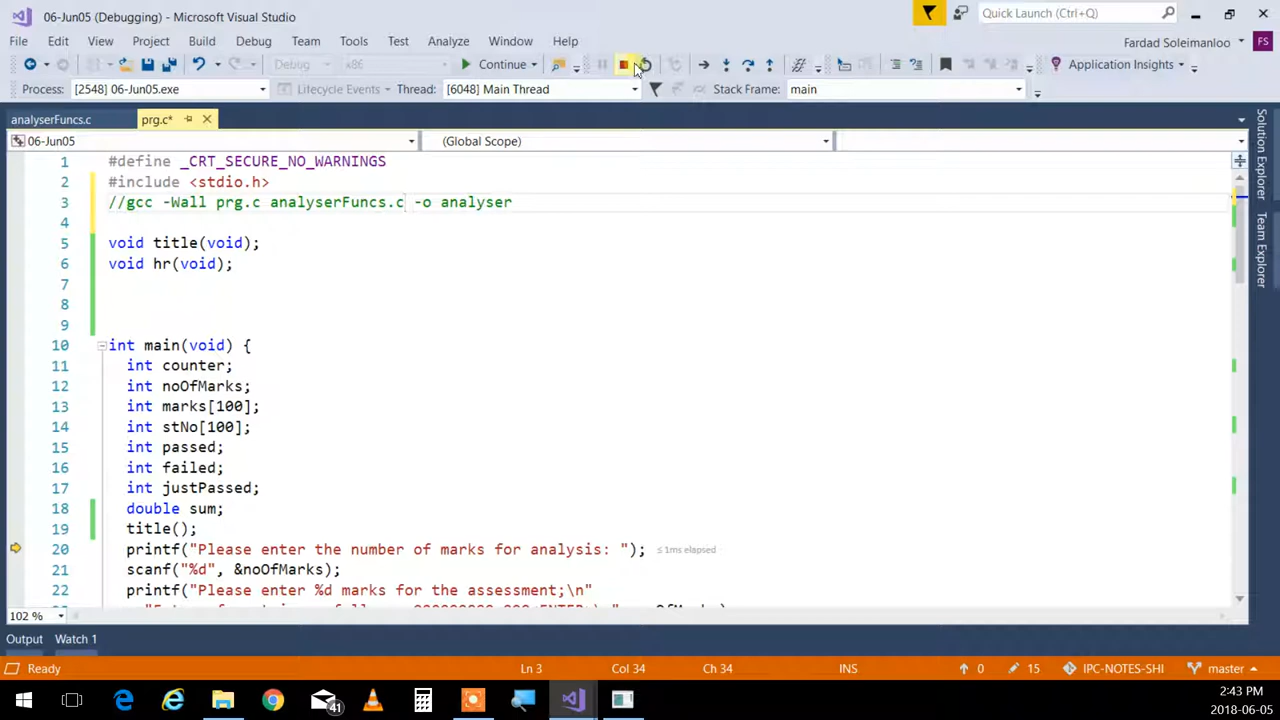 06-Jun05 (Debugging) - Microsoft Visual Studio
Quick Launch (Ctrl+Q)
File Edit View Project Build Debug Team Tools Test Analyze Window Help
Fardad Soleimanloo FS
Debug x86 Continue Application Insights
Process: [2548] 06-Jun05.exe Lifecycle Events Thread: [6048] Main Thread Stack Frame: main
analyserFuncs.c prg.c*
06-Jun05 (Global Scope)
Solution Explorer
Team Explorer
1 #define _CRT_SECURE_NO_WARNINGS
2 #include <stdio.h>
3 //gcc -Wall prg.c analyserFuncs.c -o analyser
4
5 void title(void);
6 void hr(void);
7
8
9
10 int main(void) {
11 int counter;
12 int noOfMarks;
13 int marks[100];
14 int stNo[100];
15 int passed;
16 int failed;
17 int justPassed;
18 double sum;
19 title();
20 printf("Please enter the number of marks for analysis: "); ≤ 1ms elapsed
21 scanf("%d", &noOfMarks);
22 printf("Please enter %d marks for the assessment;\n"
102 %
Output Watch 1
Ready Ln 3 Col 34 Ch 34 INS 0 15 IPC-NOTES-SHI master
41
2:43 PM
2018-06-05